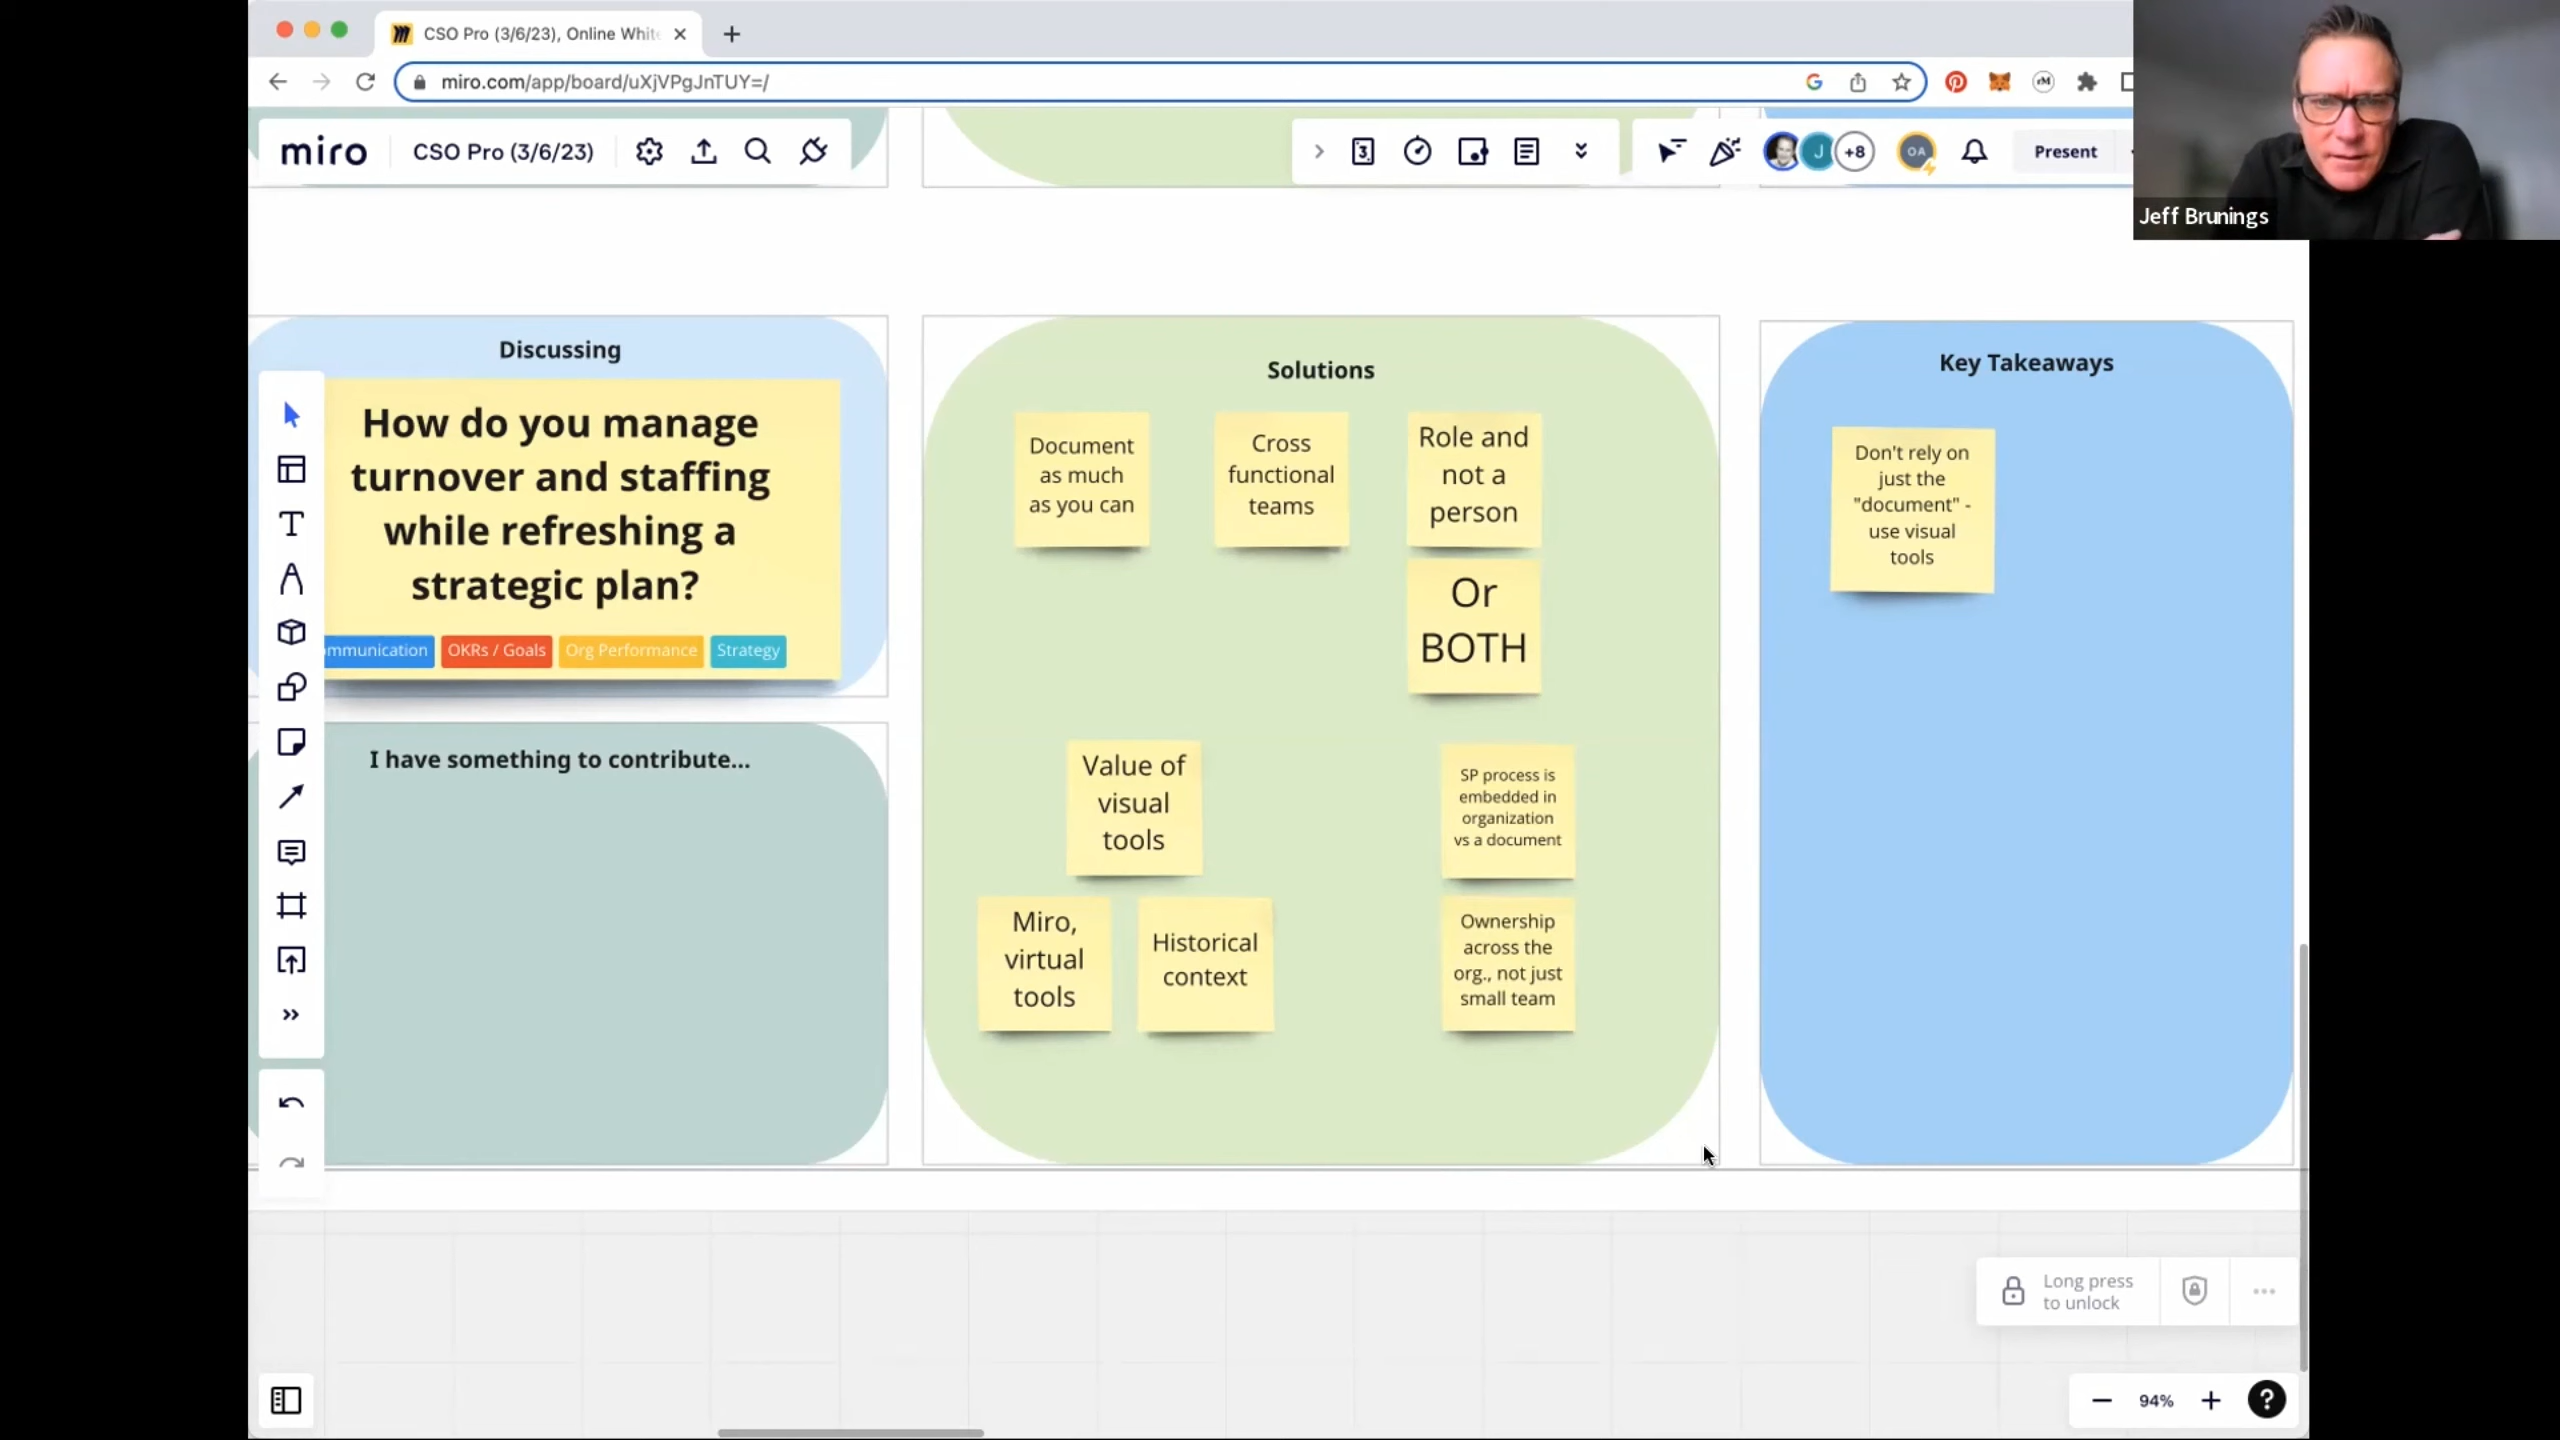 CSO Pro (3/6/23), Online White
miro.com/app/board/uXjVPgJnTUY=/
miro
CSO Pro (3/6/23)
3
J
+8
OA
Present
Jeff Brunings
Discussing
How do you manage
turnover and staffing
while refreshing a
strategic plan?
mmunication
OKRs / Goals
Org Performance
Strategy
I have something to contribute...
Solutions
Document
as much
as you can
Cross
functional
teams
Role and
not a
person
Or
BOTH
Value of
visual
tools
SP process is
embedded in
organization
vs a document
Miro,
virtual
tools
Historical
context
Ownership
across the
org., not just
small team
Key Takeaways
Don't rely on
just the
"document" -
use visual
tools
Long press
to unlock
94%
?